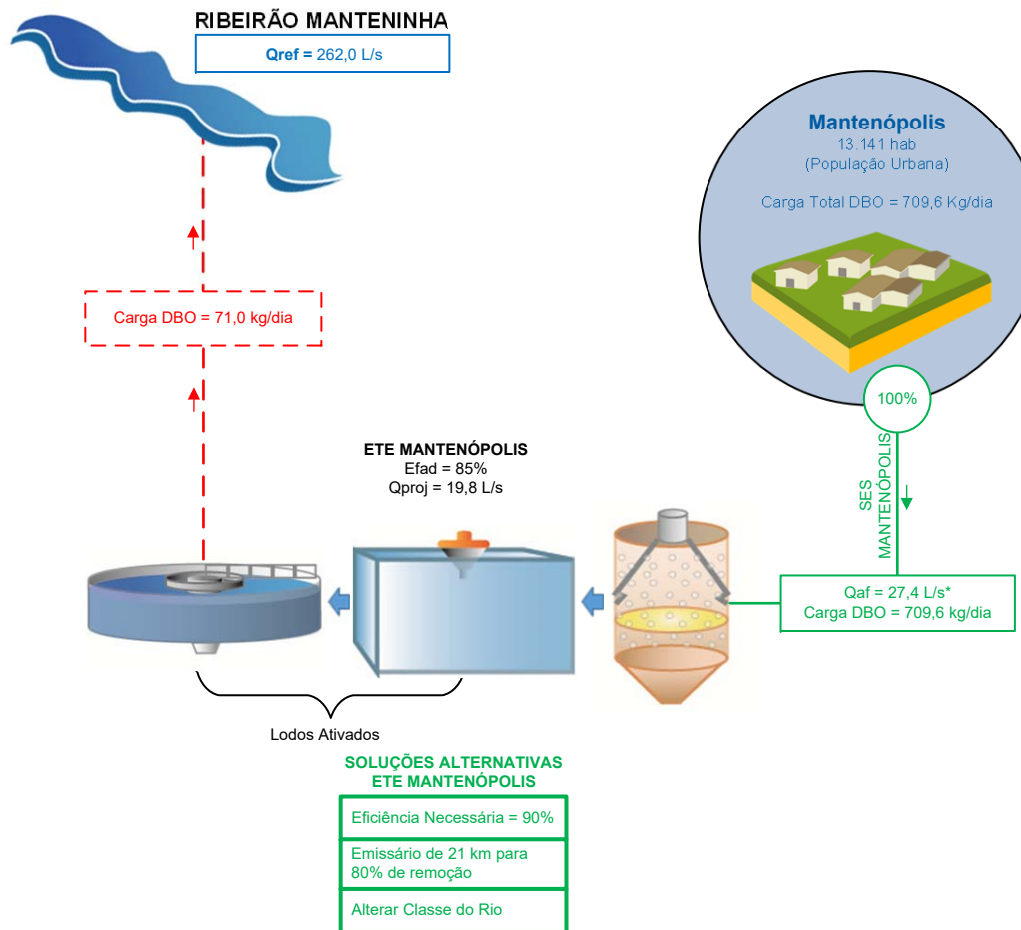 RIBEIRÃO MANTENINHA
Qref = 262,0 L/s
Mantenópolis
13.141 hab
(População Urbana)
Carga Total DBO = 709,6 Kg/dia
Carga DBO = 71,0 kg/dia
100%
SES
MANTENÓPOLIS
ETE MANTENÓPOLIS
Efad = 85%
Qproj = 19,8 L/s
Qaf = 27,4 L/s*
Carga DBO = 709,6 kg/dia
Lodos Ativados
SOLUÇÕES ALTERNATIVAS
ETE MANTENÓPOLIS
Eficiência Necessária = 90%
Emissário de 21 km para
80% de remoção
Alterar Classe do Rio